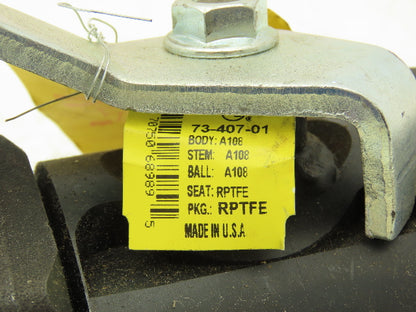 73-407-01
BODY: A108
STEM: A108
BALL: A108
SEAT: RPTFE
PKG.: RPTFE
MADE IN U.S.A